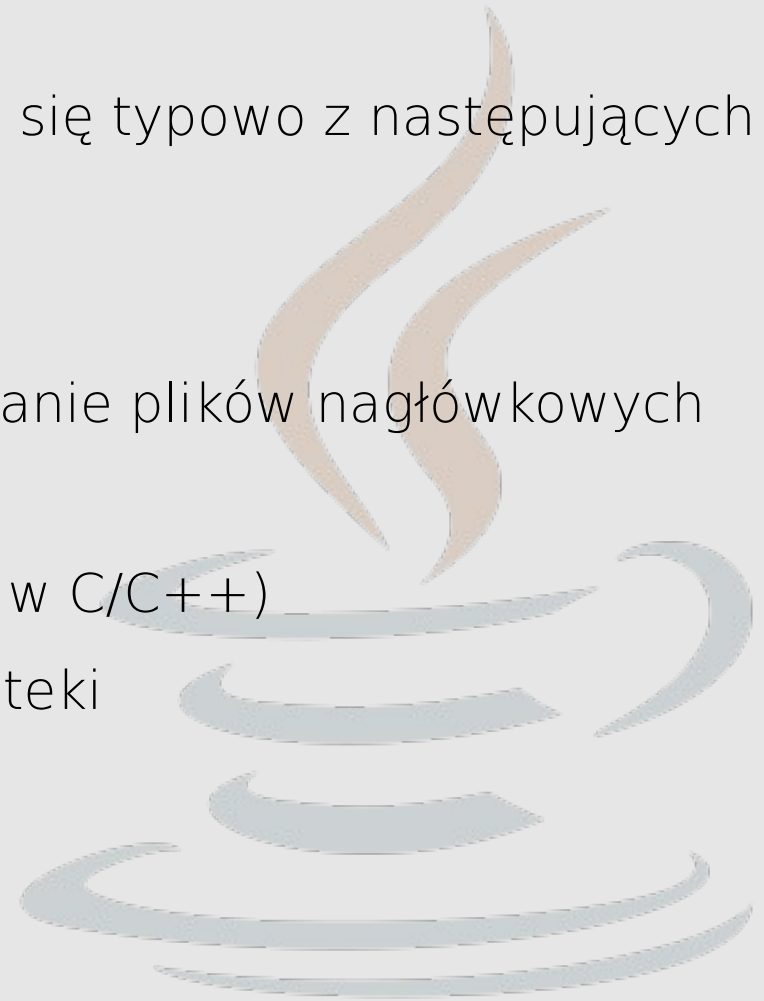 się typowo z następujących
anie plików nagłówkowych
w C/C++)
teki